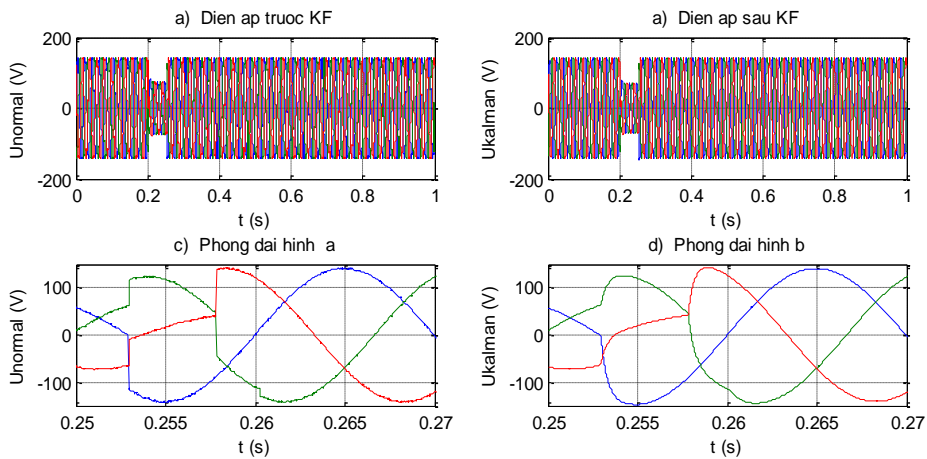 a)  Dien ap truoc KF
200
0
-200
Unormal (V)
0 0.2 0.4 0.6 0.8 1
t (s)
a)  Dien ap sau KF
200
0
-200
Ukalman (V)
0 0.2 0.4 0.6 0.8 1
t (s)
c)  Phong dai hinh  a
100
0
-100
Unormal (V)
0.25 0.255 0.26 0.265 0.27
t (s)
d)  Phong dai hinh b
100
0
-100
Ukalman (V)
0.25 0.255 0.26 0.265 0.27
t (s)